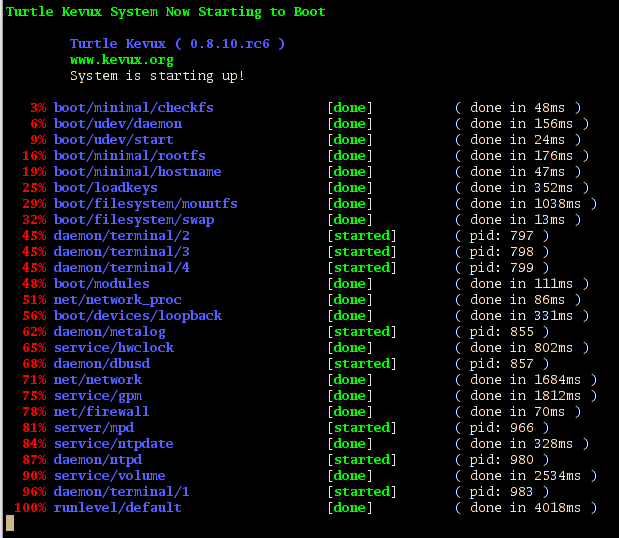 Turtle Kevux System Now Starting to Boot
Turtle Kevux ( 0.8.10.rc6 )
www.kevux.org
System is starting up!
3% boot/minimal/checkfs [done] ( done in 48ms )
6% boot/udev/daemon [done] ( done in 156ms )
9% boot/udev/start [done] ( done in 24ms )
16% boot/minimal/rootfs [done] ( done in 176ms )
19% boot/minimal/hostname [done] ( done in 47ms )
25% boot/loadkeys [done] ( done in 352ms )
29% boot/filesystem/mountfs [done] ( done in 1038ms )
32% boot/filesystem/swap [done] ( done in 13ms )
45% daemon/terminal/2 [started] ( pid: 797 )
45% daemon/terminal/3 [started] ( pid: 798 )
45% daemon/terminal/4 [started] ( pid: 799 )
48% boot/modules [done] ( done in 111ms )
51% net/network_proc [done] ( done in 86ms )
56% boot/devices/loopback [done] ( done in 331ms )
62% daemon/metalog [started] ( pid: 855 )
65% service/hwclock [done] ( done in 802ms )
68% daemon/dbusd [started] ( pid: 857 )
71% net/network [done] ( done in 1684ms )
75% service/gpm [done] ( done in 1812ms )
78% net/firewall [done] ( done in 70ms )
81% server/mpd [started] ( pid: 966 )
84% service/ntpdate [done] ( done in 328ms )
87% daemon/ntpd [started] ( pid: 980 )
90% service/volume [done] ( done in 2534ms )
96% daemon/terminal/1 [started] ( pid: 983 )
100% runlevel/default [done] ( done in 4018ms )